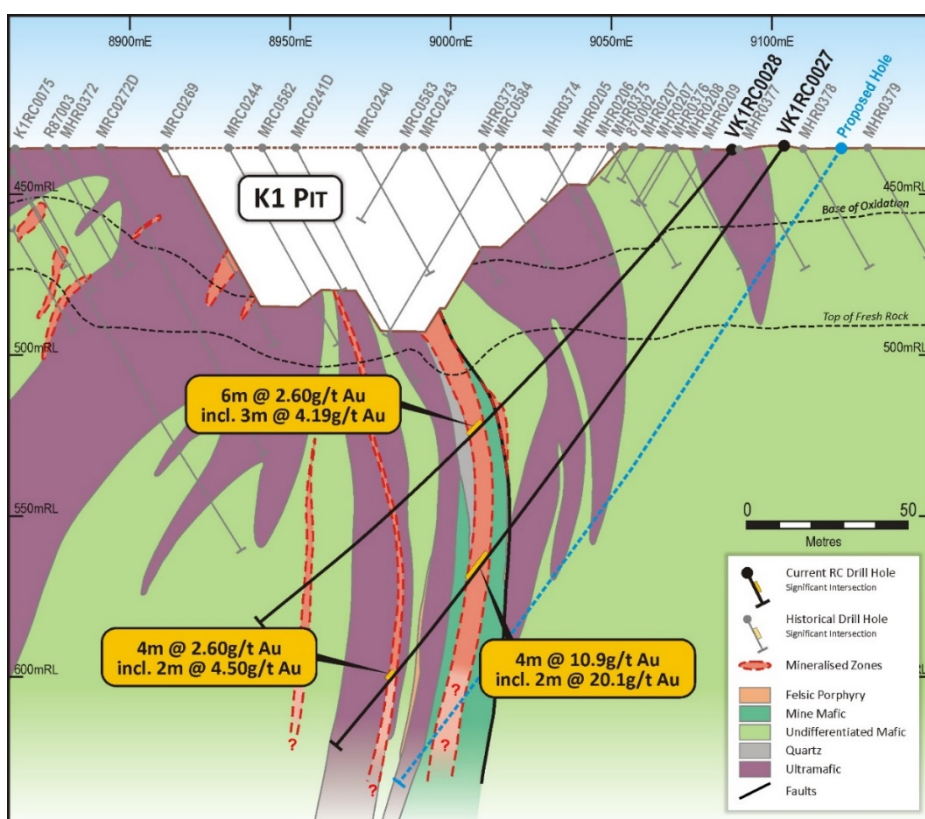 8900mE
8950mE
9000mE
9050mE
9100mE
K1RC0075
R87003
MHR0372
MRC0272D
MRC0269
MRC0244
MRC0582
MRC0241D
MRC0240
MRC0583
MRC0243
MHR0373
MRC0584
MHR0374
MHR0205
MHR0206
MHR0375
87002
MHR0207
MHR0207
MHR0376
MHR0208
MHR0209
VK1RC0028
MHR0377
VK1RC0027
MHR0378
Proposed Hole
MHR0379
450mRL
K1 PIT
450mRL
Base of Oxidation
Top of Fresh Rock
500mRL
500mRL
6m @ 2.60g/t Au
incl. 3m @ 4.19g/t Au
550mRL
0
50
Metres
4m @ 2.60g/t Au
incl. 2m @ 4.50g/t Au
4m @ 10.9g/t Au
incl. 2m @ 20.1g/t Au
600mRL
?
?
?
?
Current RC Drill Hole
Significant Intersection
Historical Drill Hole
Significant Intersection
Mineralised Zones
Felsic Porphyry
Mine Mafic
Undifferentiated Mafic
Quartz
Ultramafic
Faults